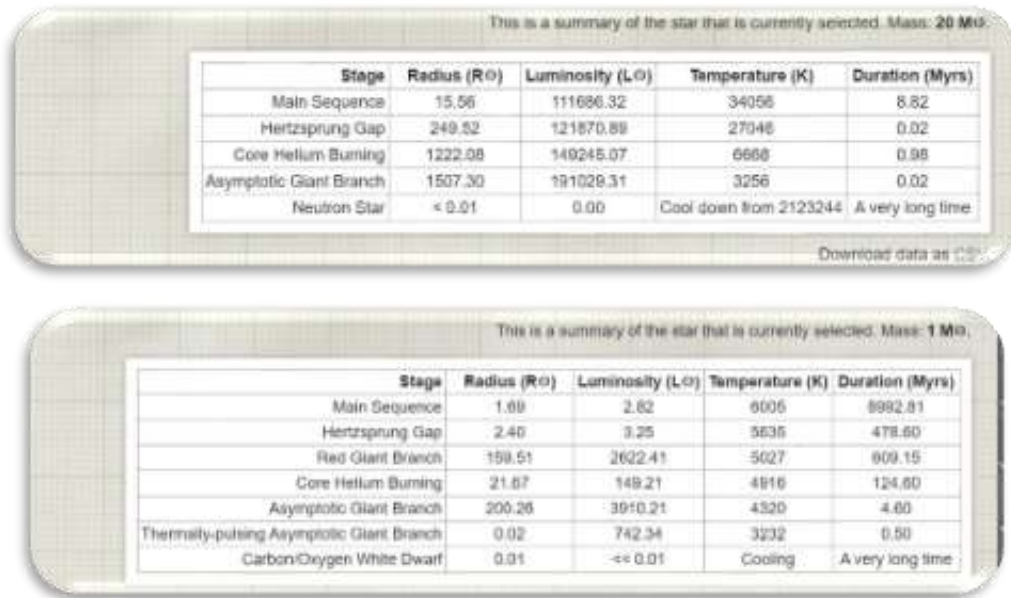 This is a summary of the star that is currently selected. Mass: 20 M⊙.
Stage Radius (R⊙) Luminosity (L⊙) Temperature (K) Duration (Myrs)
Main Sequence 15.56 111686.32 34056 8.82
Hertzsprung Gap 249.52 121870.89 27046 0.02
Core Helium Burning 1222.08 149245.07 6668 0.98
Asymptotic Giant Branch 1507.30 191029.31 3256 0.02
Neutron Star < 0.01 0.00 Cool down from 2123244 A very long time
Download data as CSV
This is a summary of the star that is currently selected. Mass: 1 M⊙.
Stage Radius (R⊙) Luminosity (L⊙) Temperature (K) Duration (Myrs)
Main Sequence 1.69 2.82 6005 8992.81
Hertzsprung Gap 2.40 3.25 5635 478.60
Red Giant Branch 159.51 2622.41 5027 609.15
Core Helium Burning 21.67 149.21 4916 124.60
Asymptotic Giant Branch 200.26 3910.21 4320 4.60
Thermally-pulsing Asymptotic Giant Branch 0.02 742.34 3232 0.50
Carbon/Oxygen White Dwarf 0.01 << 0.01 Cooling A very long time